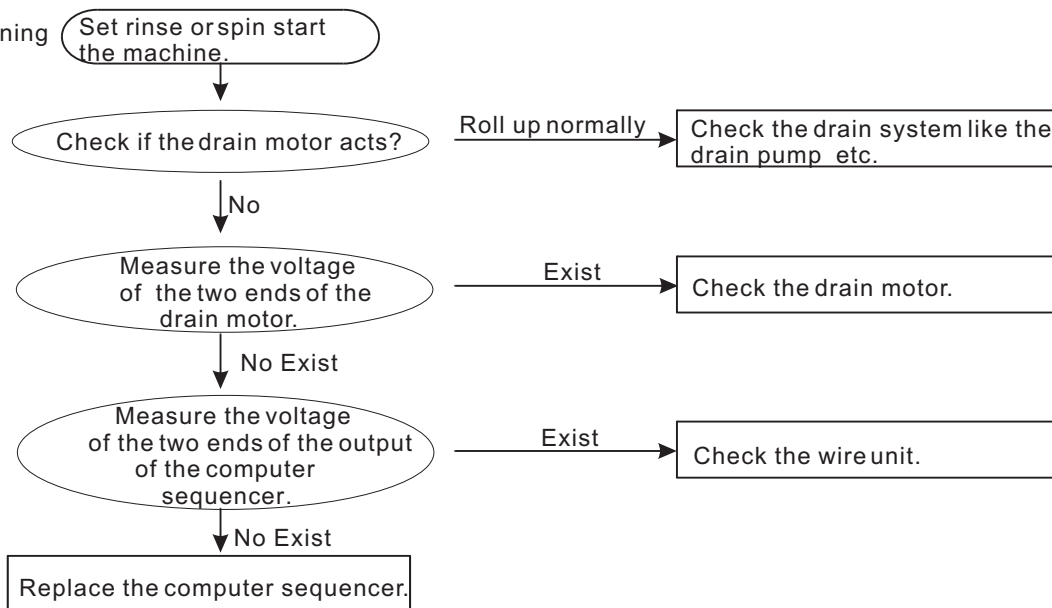 Set rinse or spin start
the machine.
Check if the drain motor acts?
Roll up normally
Check the drain system like the
drain pump etc.
No
Measure the voltage
of the two ends of the
drain motor.
Exist
Check the drain motor.
No Exist
Measure the voltage
of the two ends of the output
of the computer
sequencer.
Exist
Check the wire unit.
No Exist
Replace the computer sequencer.